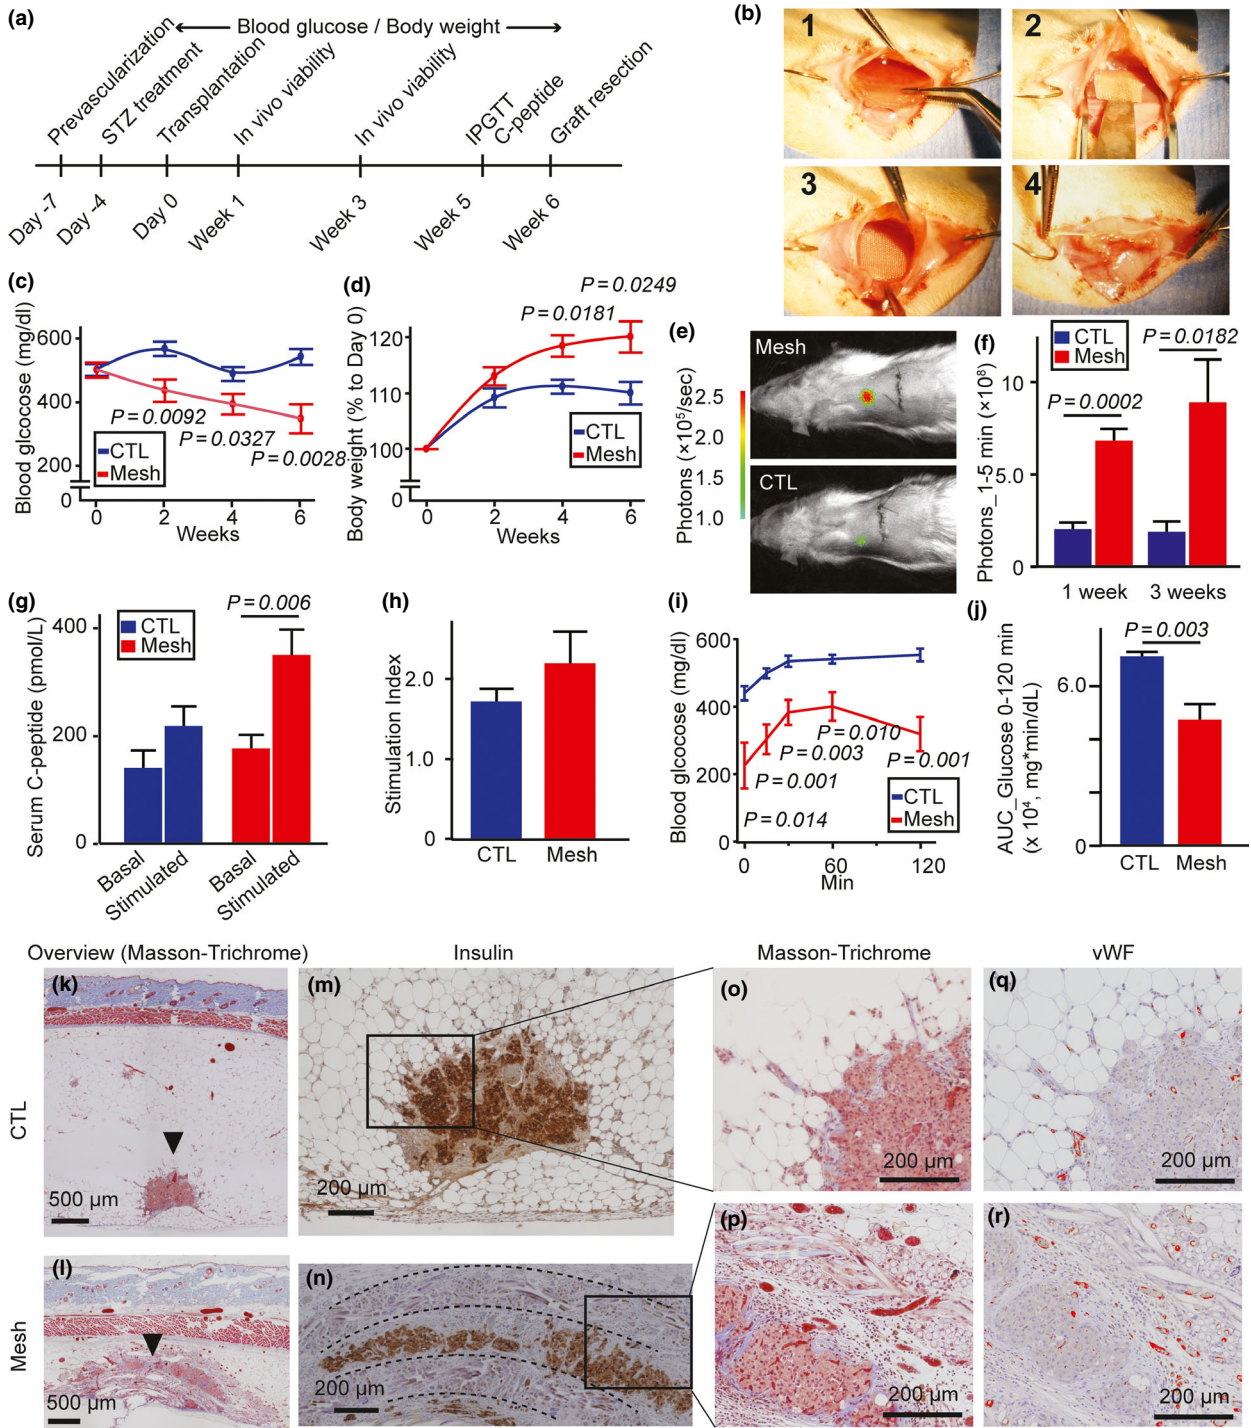 (a)
Blood glucose / Body weight
Prevascularization
STZ treatment
Transplantation
In vivo viability
In vivo viability
IPGTT
C-peptide
Graft resection
Day -7
Day -4
Day 0
Week 1
Week 3
Week 5
Week 6
(b)
1
2
3
4
(c)
Blood glcocose (mg/dl)
600
400
200
0
P = 0.0092
P = 0.0327
P = 0.0028
CTL
Mesh
0
2
4
6
Weeks
(d)
Body weight (% to Day 0)
120
110
100
0
P = 0.0181
P = 0.0249
CTL
Mesh
0
2
4
6
Weeks
(e)
Photons (×10⁵/sec)
2.5
2.0
1.5
1.0
Mesh
CTL
(f)
CTL
Mesh
P = 0.0182
P = 0.0002
Photons_1-5 min (×10⁸)
10
5.0
0
1 week
3 weeks
(g)
Serum C-peptide (pmol/L)
400
200
0
CTL
Mesh
P = 0.006
Basal
Stimulated
Basal
Stimulated
(h)
Stimulation Index
2.0
1.0
0
CTL
Mesh
(i)
Blood glcocose (mg/dl)
600
400
200
0
P = 0.010
P = 0.003
P = 0.001
P = 0.001
P = 0.014
CTL
Mesh
0
60
120
Min
(j)
P = 0.003
AUC_Glucose 0-120 min
(x 10⁴, mg*min/dL)
6.0
0
CTL
Mesh
Overview (Masson-Trichrome)
Insulin
Masson-Trichrome
vWF
CTL
(k)
500 µm
(m)
200 µm
(o)
200 µm
(q)
200 µm
Mesh
(l)
500 µm
(n)
200 µm
(p)
200 µm
(r)
200 µm